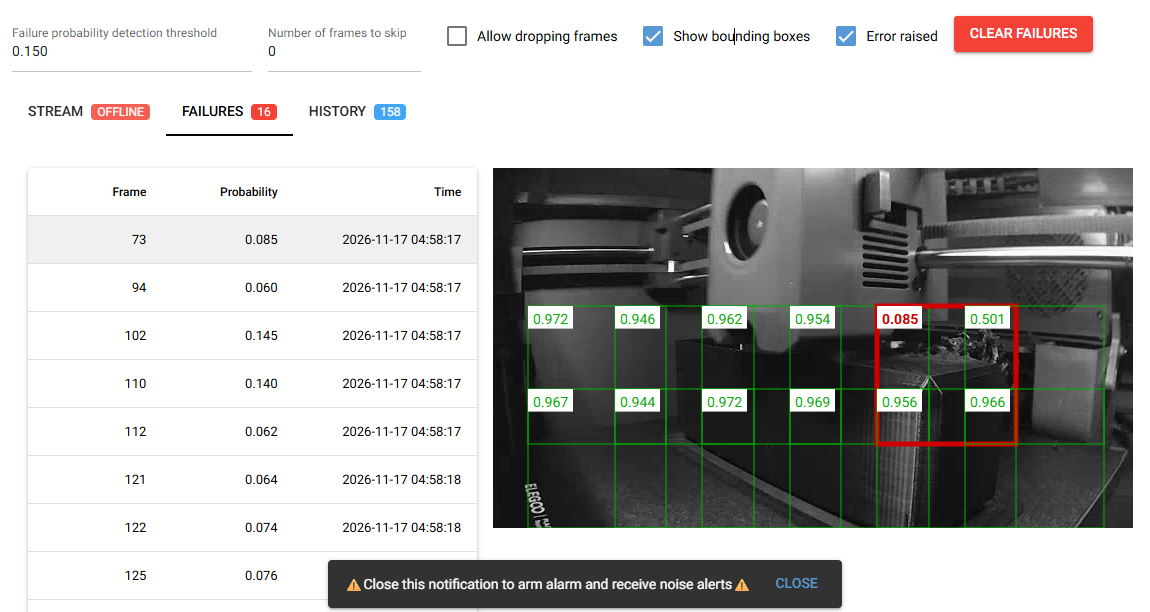 Failure probability detection threshold
0.150
Number of frames to skip
0
Allow dropping frames
Show bounding boxes
Error raised
CLEAR FAILURES
STREAM OFFLINE
FAILURES 16
HISTORY 158
Frame Probability Time
73 0.085 2026-11-17 04:58:17
94 0.060 2026-11-17 04:58:17
102 0.145 2026-11-17 04:58:17
110 0.140 2026-11-17 04:58:17
112 0.062 2026-11-17 04:58:17
121 0.064 2026-11-17 04:58:18
122 0.074 2026-11-17 04:58:18
125 0.076
0.972 0.946 0.962 0.954 0.085 0.501
0.967 0.944 0.972 0.969 0.956 0.966
ELEGOO
⚠️ Close this notification to arm alarm and receive noise alerts ⚠️ CLOSE